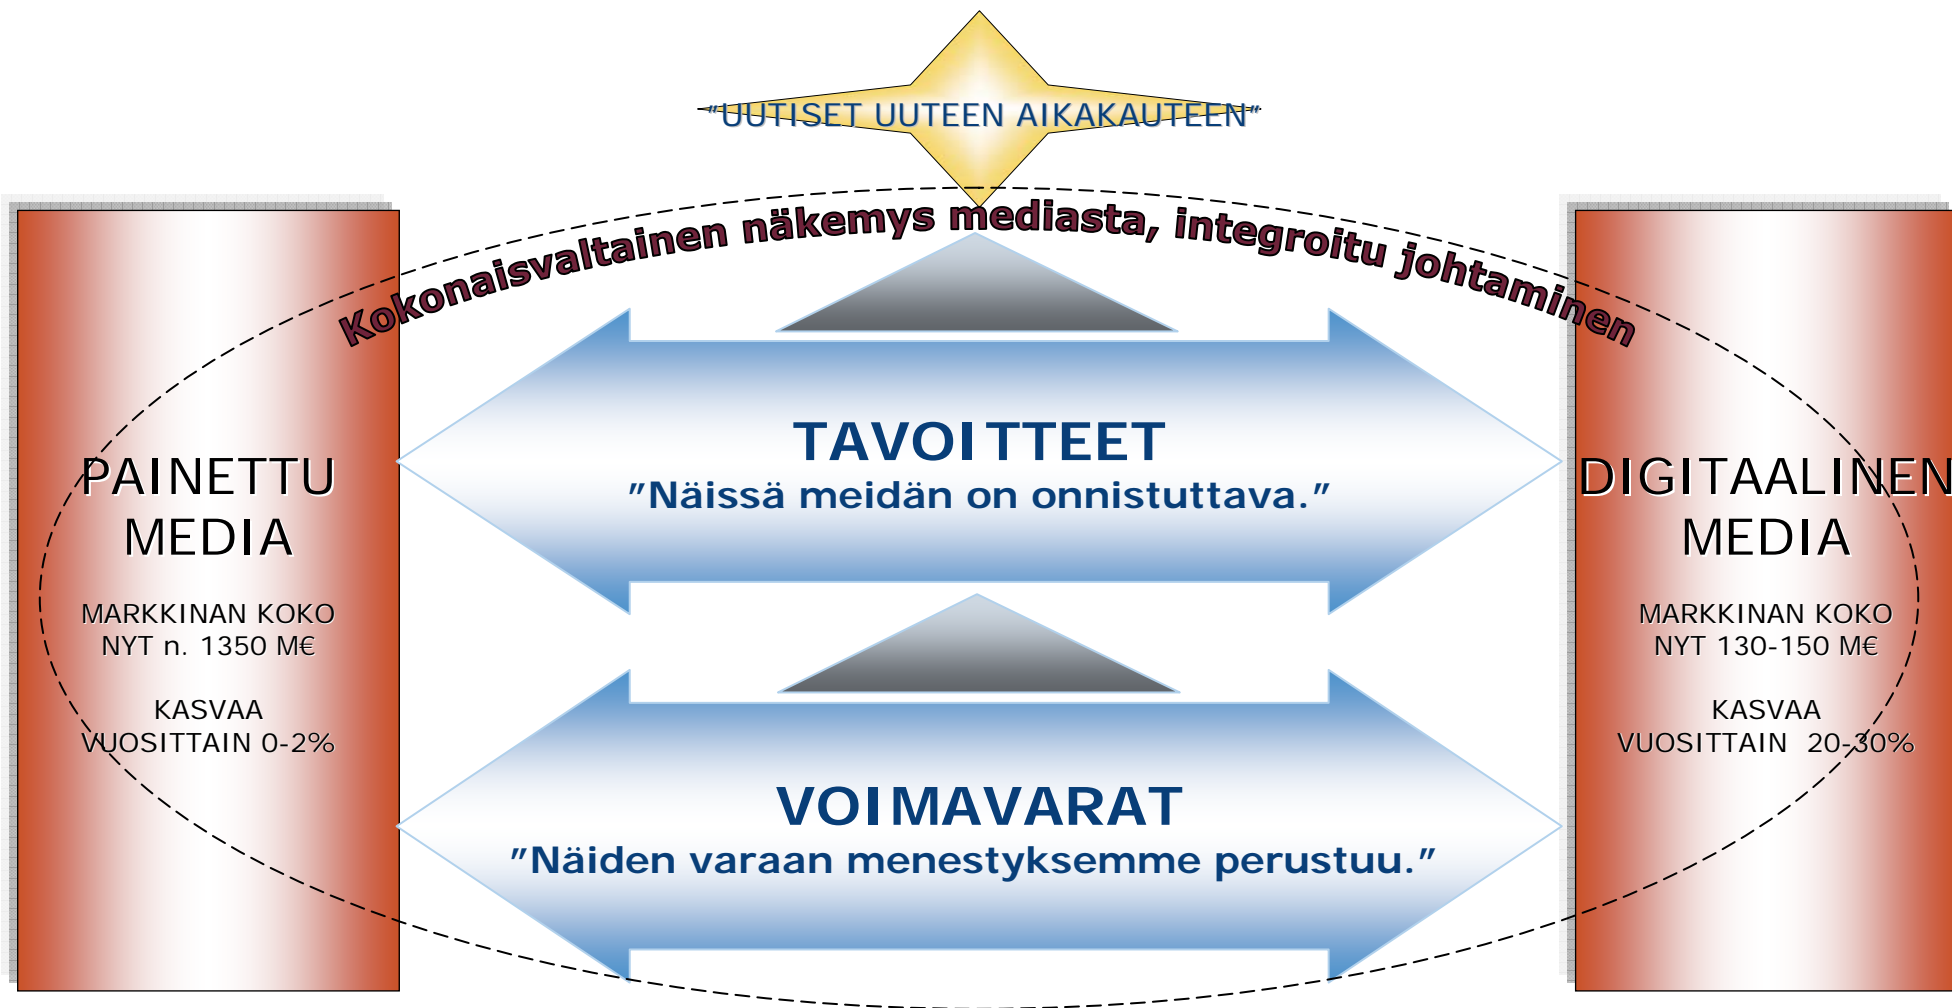 "UUTISET UUTEEN AIKAKAUTEEN"
Kokonaisvaltainen näkemys mediasta, integroitu johtaminen
PAINETTU
MEDIA
MARKKINAN KOKO
NYT n. 1350 M€
KASVAA
VUOSITTAIN 0-2%
TAVOITTEET
"Näissä meidän on onnistuttava."
VOIMAVARAT
"Näiden varaan menestyksemme perustuu."
DIGITAALINEN
MEDIA
MARKKINAN KOKO
NYT 130-150 M€
KASVAA
VUOSITTAIN 20-30%